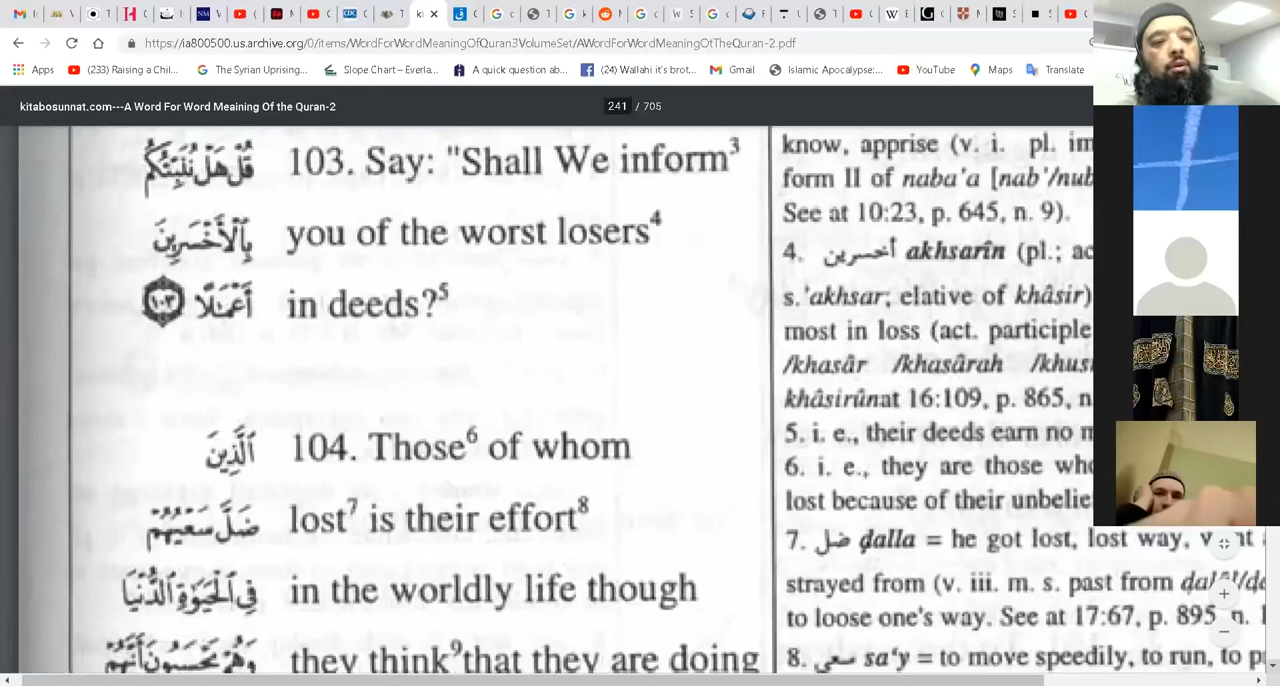 https://ia800500.us.archive.org/0/items/WordForWordMeaningOfQuran3VolumeSet/AWordForWordMeaningOtTheQuran-2.pdf
Apps
(233) Raising a Chil...
The Syrian Uprising...
Slope Chart – Everla...
A quick question ab...
(24) Wallahi it's brot...
Gmail
Islamic Apocalypse:...
YouTube
Maps
Translate
kitabosunnat.com---A Word For Word Meaining Of the Quran-2
241 / 705
قُلْ هَلْ نُنَبِّئُكُم 103. Say: "Shall We inform³
بِٱلْأَخْسَرِينَ you of the worst losers⁴
أَعْمَٰلًا ١٠٣ in deeds?⁵
ٱلَّذِينَ 104. Those⁶ of whom
ضَلَّ سَعْيُهُمْ lost⁷ is their effort⁸
فِى ٱلْحَيَوٰةِ ٱلدُّنْيَا in the worldly life though
وَهُمْ يَحْسَبُونَ أَنَّهُمْ they think⁹that they are doing
know, apprise (v. i. pl. im
form II of naba'a [nab'/nub
See at 10:23, p. 645, n. 9).
4. أخسرين akhsarîn (pl.; ac
s.'akhsar; elative of khâsir)
most in loss (act. participle
/khasâr /khasârah /khus
khâsirûnat 16:109, p. 865, n
5. i. e., their deeds earn no m
6. i. e., they are those who
lost because of their unbelie
7. ضل ḍalla = he got lost, lost way,
strayed from (v. iii. m. s. past from
to loose one's way. See at 17:67, p. 895 n.
8. سعي sa'y = to move speedily, to run, to